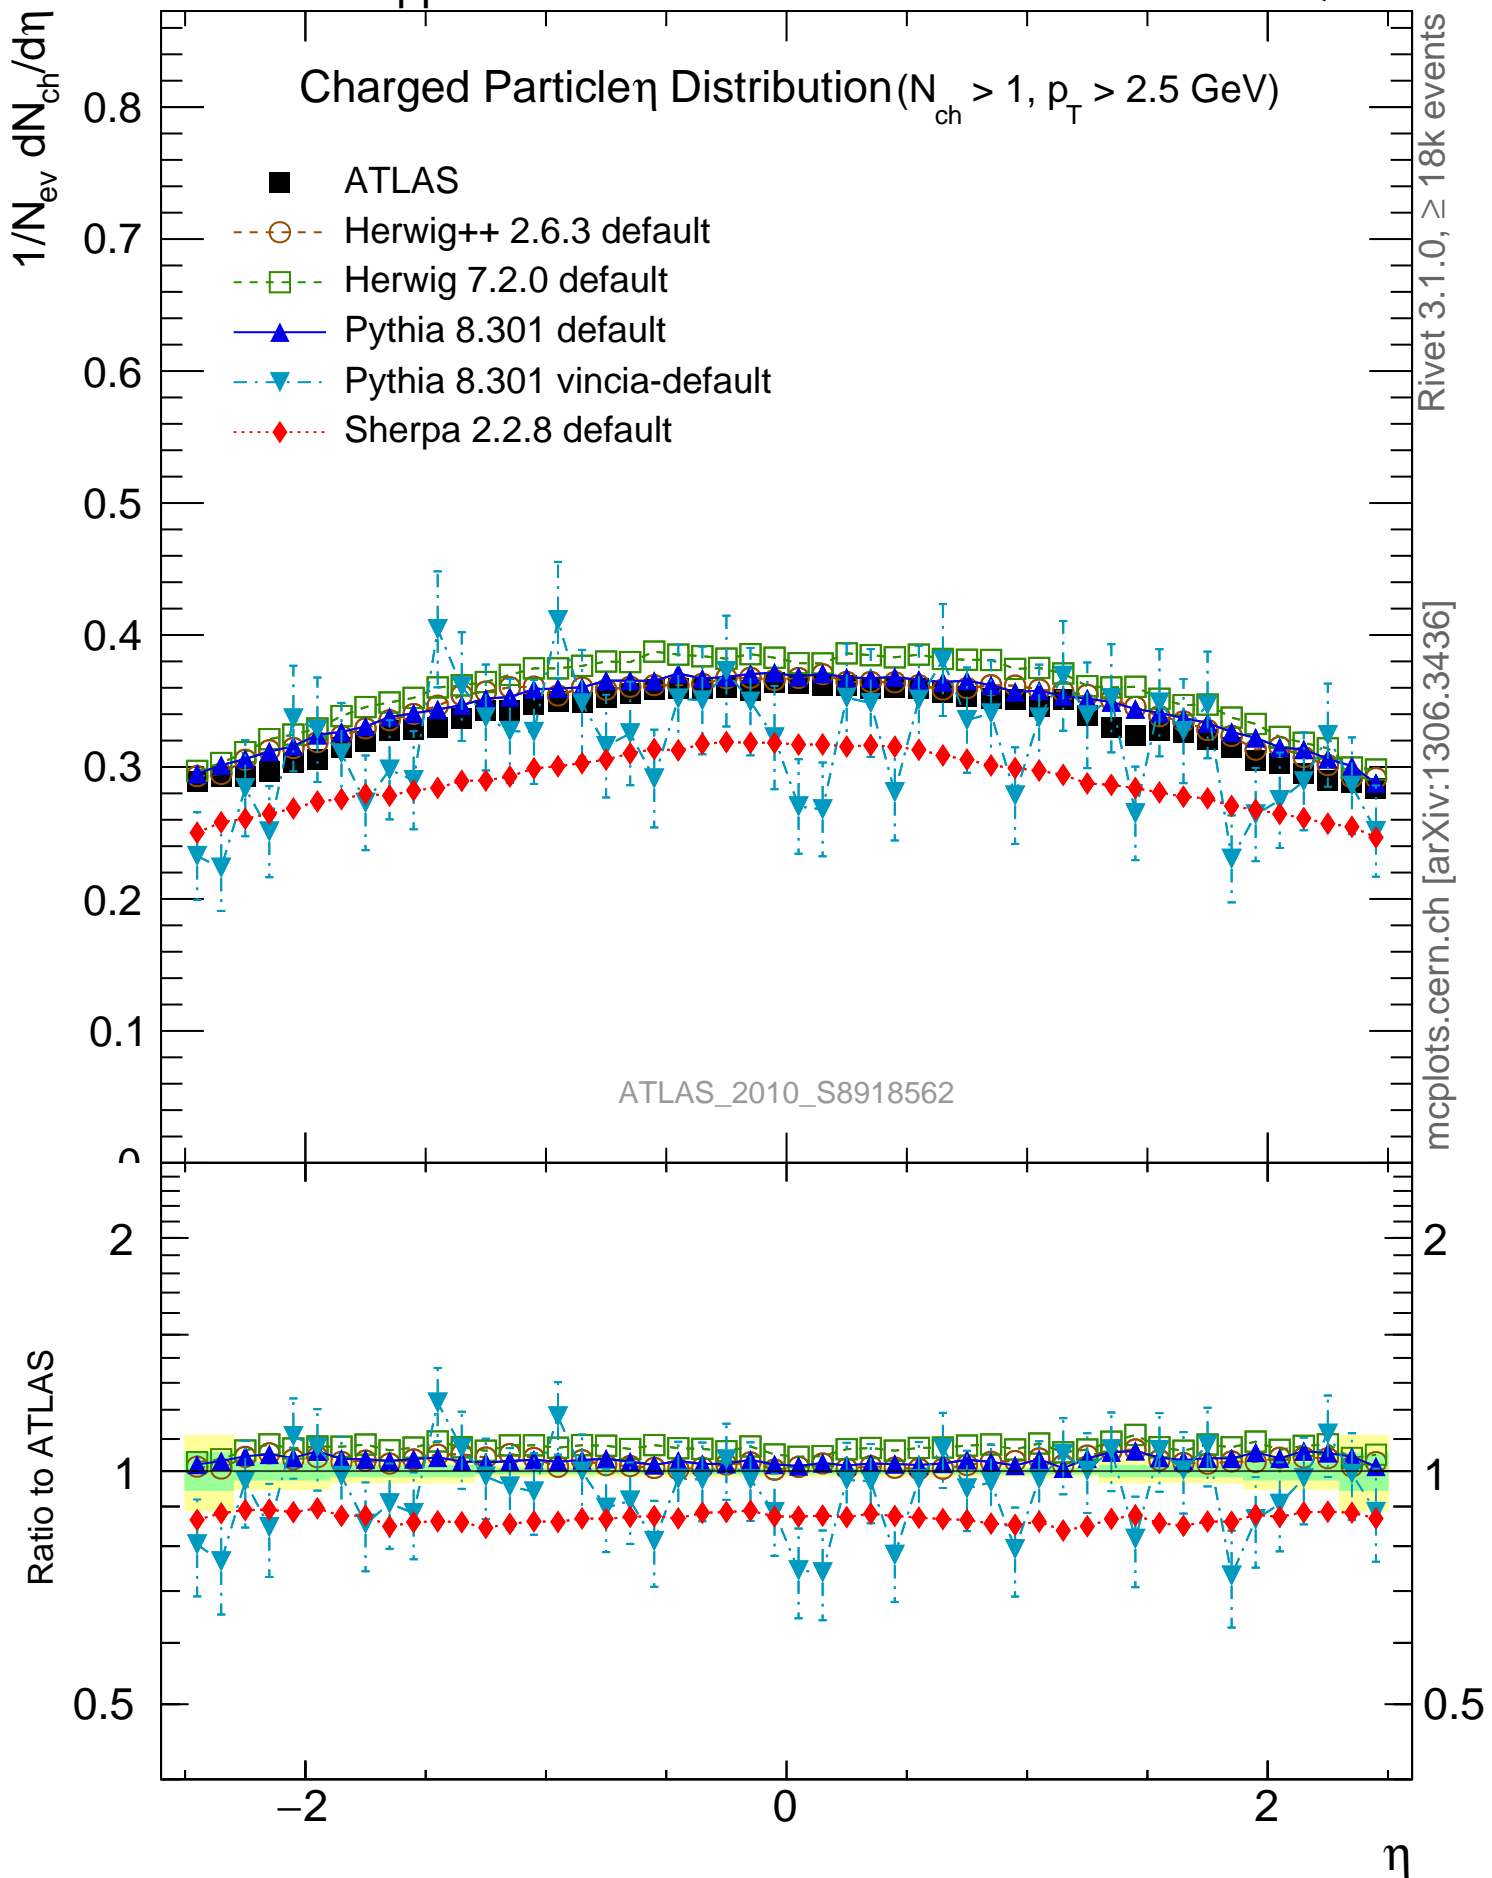 Charged Particleη Distribution (N_ch > 1, p_T > 2.5 GeV)
1/N_ev dN_ch/dη
ATLAS
Herwig++ 2.6.3 default
Herwig 7.2.0 default
Pythia 8.301 default
Pythia 8.301 vincia-default
Sherpa 2.2.8 default
0.8
0.7
0.6
0.5
0.4
0.3
0.2
0.1
0
ATLAS_2010_S8918562
Rivet 3.1.0, ≥ 18k events
mcplots.cern.ch [arXiv:1306.3436]
Ratio to ATLAS
2
1
0.5
2
1
0.5
−2
0
2
η